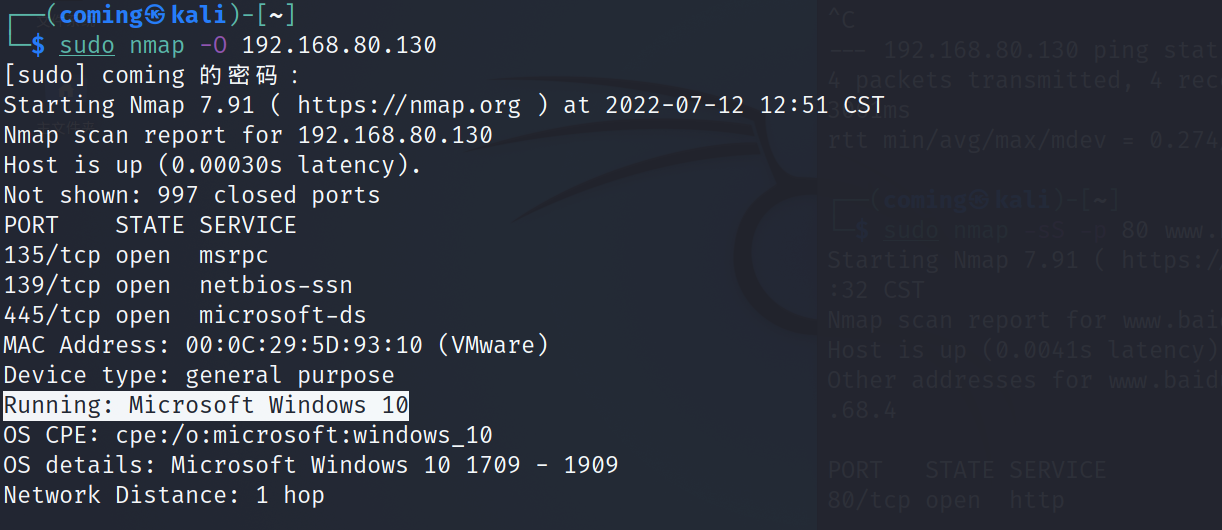 ┌──(coming㉿kali)-[~]
└─$ sudo nmap -O 192.168.80.130
[sudo] coming 的密码：
Starting Nmap 7.91 ( https://nmap.org ) at 2022-07-12 12:51 CST
Nmap scan report for 192.168.80.130
Host is up (0.00030s latency).
Not shown: 997 closed ports
PORT    STATE SERVICE
135/tcp open  msrpc
139/tcp open  netbios-ssn
445/tcp open  microsoft-ds
MAC Address: 00:0C:29:5D:93:10 (VMware)
Device type: general purpose
Running: Microsoft Windows 10
OS CPE: cpe:/o:microsoft:windows_10
OS details: Microsoft Windows 10 1709 - 1909
Network Distance: 1 hop
^C
--- 192.168.80.130 ping stat
4 packets transmitted, 4 rec
rtt min/avg/max/mdev = 0.274
┌──(coming㉿kali)-[~]
└─$ sudo nmap 80 www.
Starting Nmap 7.91 ( https:/
:32 CST
Nmap scan report for www.bai
Host is up (0.0041s latency)
Other addresses for www.baid
.68.4
PORT   STATE SERVICE
80/tcp open  http